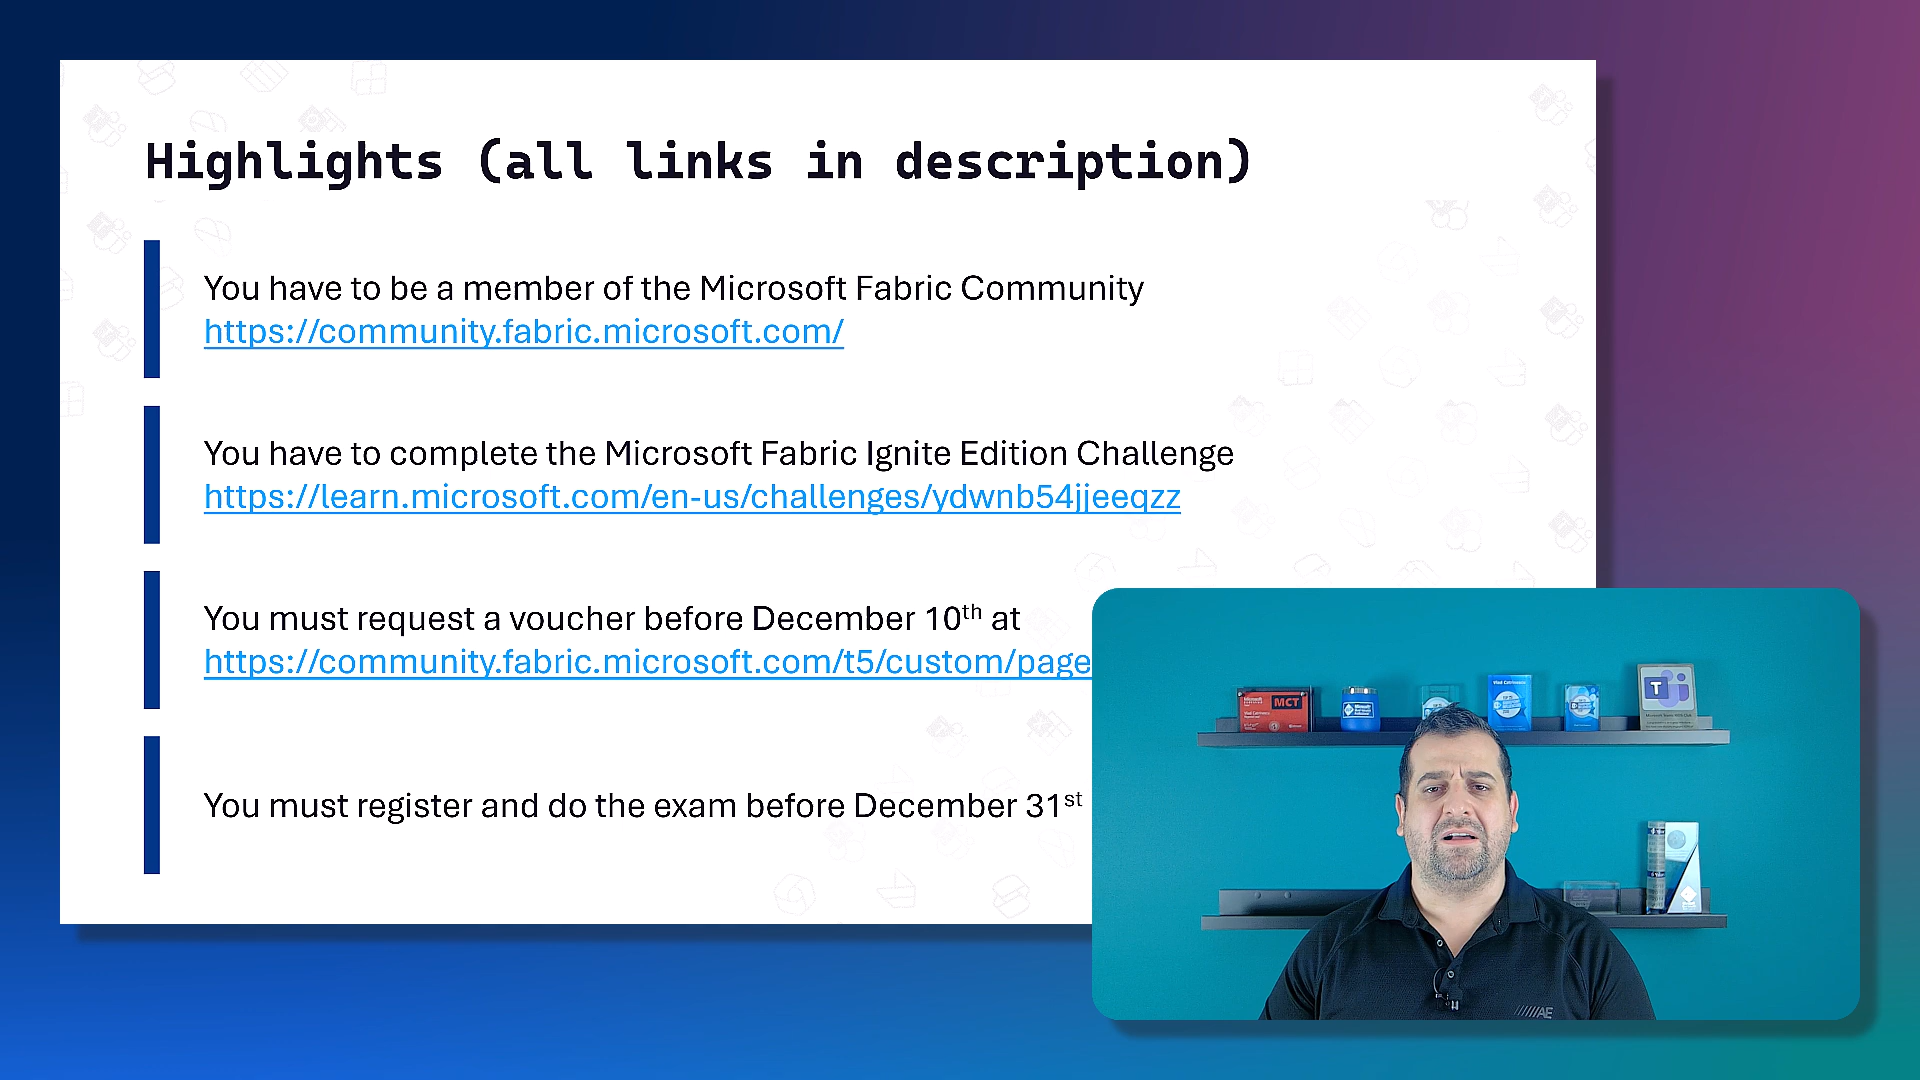 Highlights (all links in description)
You have to be a member of the Microsoft Fabric Community
https://community.fabric.microsoft.com/
You have to complete the Microsoft Fabric Ignite Edition Challenge
https://learn.microsoft.com/en-us/challenges/ydwnb54jjeeqzz
You must request a voucher before December 10th at
https://community.fabric.microsoft.com/t5/custom/page
You must register and do the exam before December 31st
MCT
T
AE